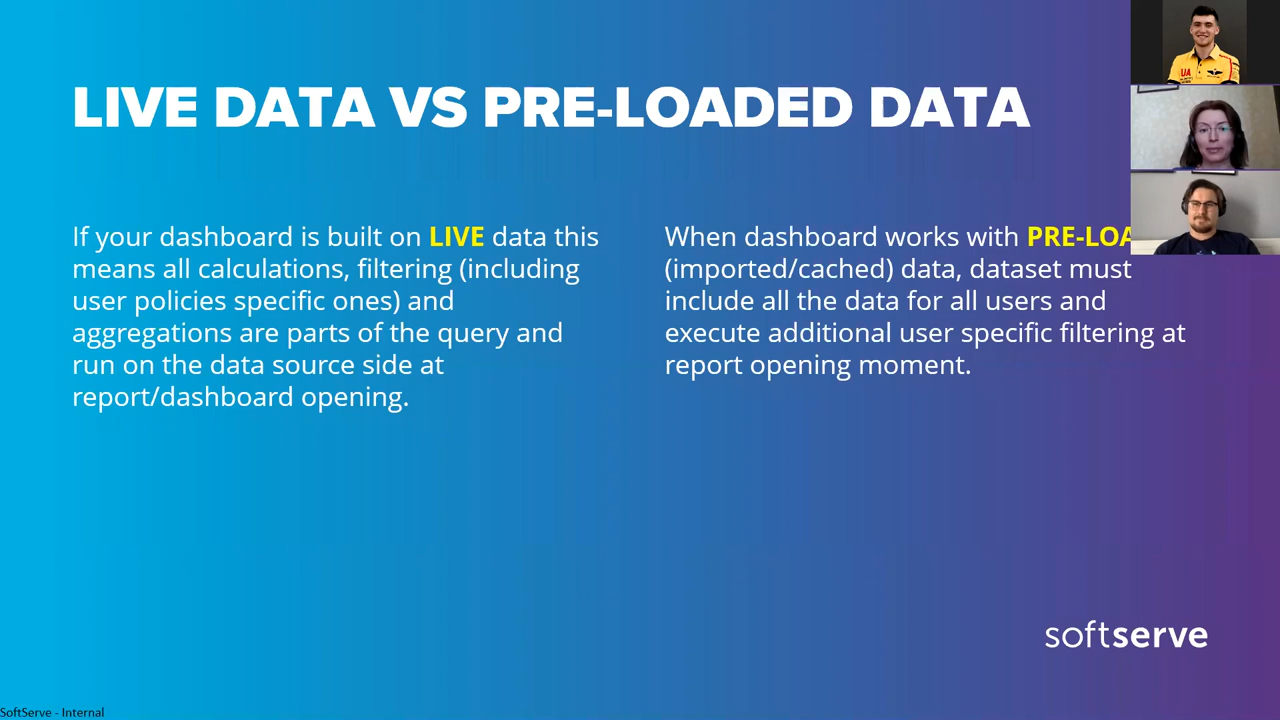 LIVE DATA VS PRE-LOADED DATA
If your dashboard is built on LIVE data this
means all calculations, filtering (including
user policies specific ones) and
aggregations are parts of the query and
run on the data source side at
report/dashboard opening.
When dashboard works with PRE-LOA
(imported/cached) data, dataset must
include all the data for all users and
execute additional user specific filtering at
report opening moment.
UA
softserve
SoftServe - Internal